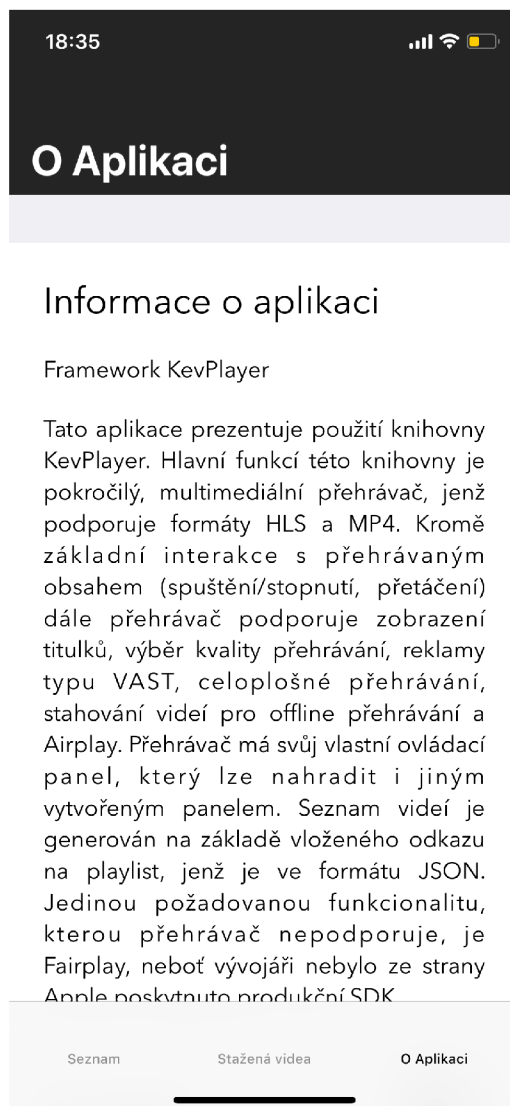 18:35
O Aplikaci
Informace o aplikaci
Framework KevPlayer
Tato aplikace prezentuje použití knihovny
KevPlayer. Hlavní funkcí této knihovny je
pokročilý, multimediální přehrávač, jenž
podporuje formáty HLS a MP4. Kromě
základní interakce s přehrávaným
obsahem (spuštění/stopnutí, přetáčení)
dále přehrávač podporuje zobrazení
titulků, výběr kvality přehrávání, reklamy
typu VAST, celoplošné přehrávání,
stahování videí pro offline přehrávání a
Airplay. Přehrávač má svůj vlastní ovládací
panel, který lze nahradit i jiným
vytvořeným panelem. Seznam videí je
generován na základě vloženého odkazu
na playlist, jenž je ve formátu JSON.
Jedinou požadovanou funkcionalitu,
kterou přehrávač nepodporuje, je
Fairplay, neboť vývojáři nebylo ze strany
Apple poskytnuto produkční SDK
Seznam
Stažená videa
O Aplikaci